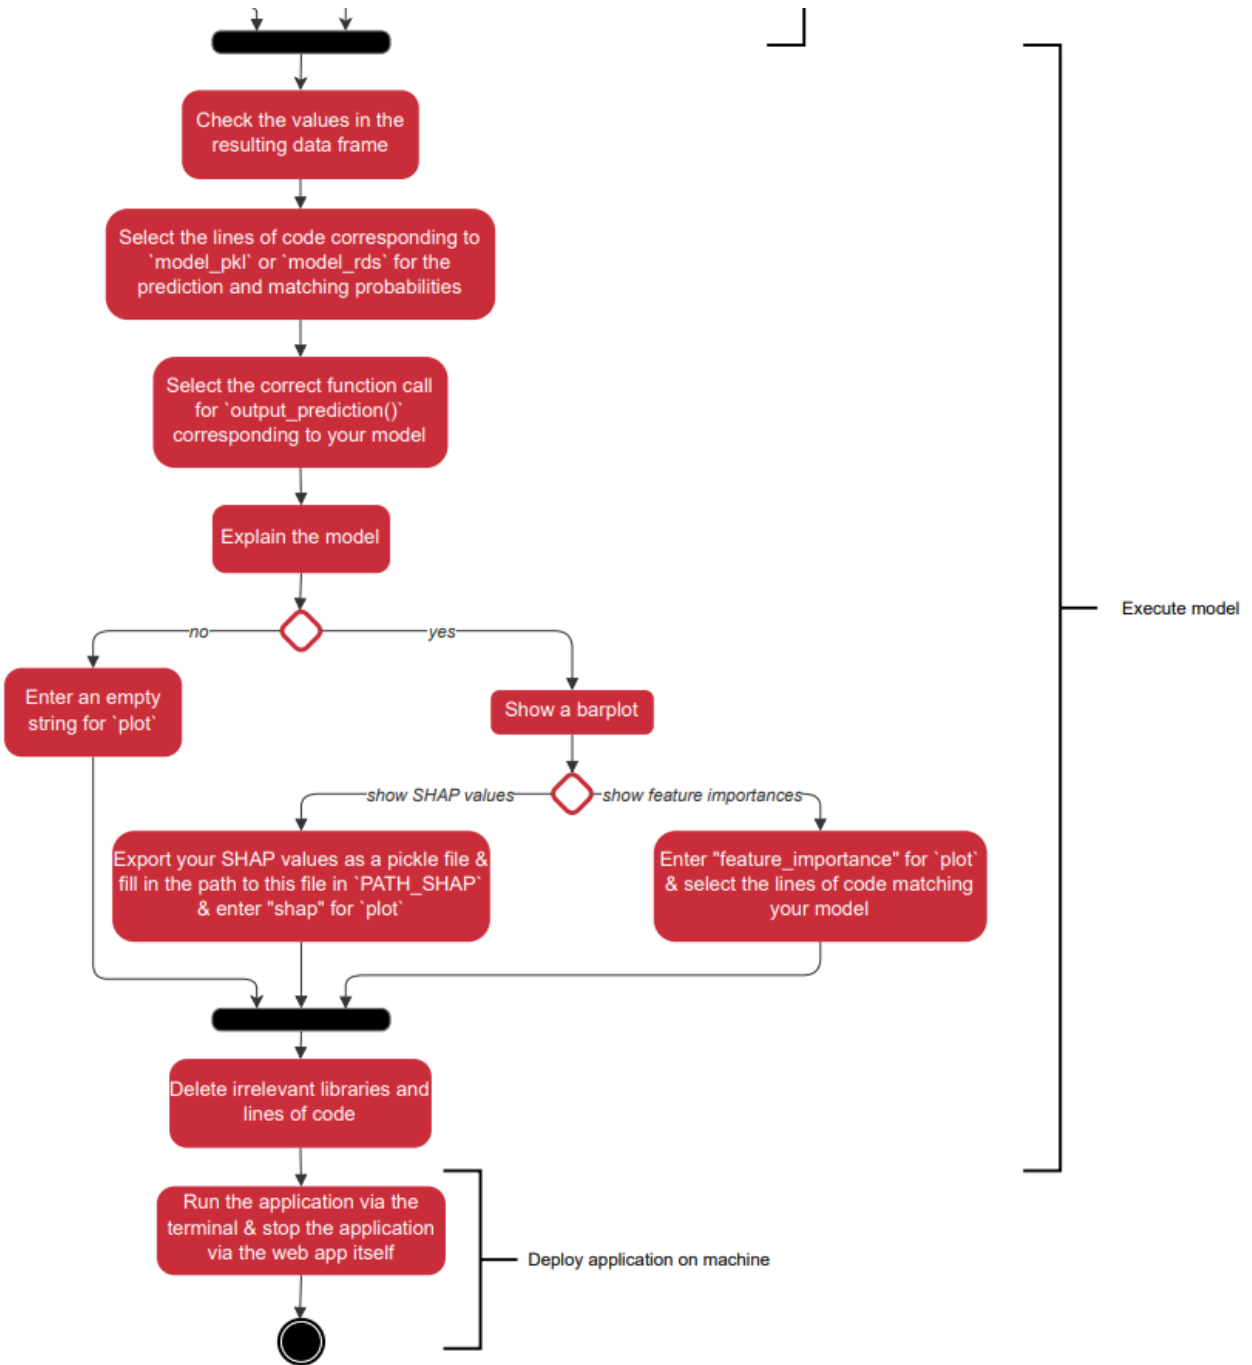 Check the values in the
resulting data frame
Select the lines of code corresponding to
`model_pkl` or `model_rds` for the
prediction and matching probabilities
Select the correct function call
for `output_prediction()`
corresponding to your model
Explain the model
Execute model
no
yes
Enter an empty
string for `plot`
Show a barplot
show SHAP values
show feature importances
Export your SHAP values as a pickle file &
fill in the path to this file in `PATH_SHAP`
& enter "shap" for `plot`
Enter "feature_importance" for `plot`
& select the lines of code matching
your model
Delete irrelevant libraries and
lines of code
Run the application via the
terminal & stop the application
via the web app itself
Deploy application on machine